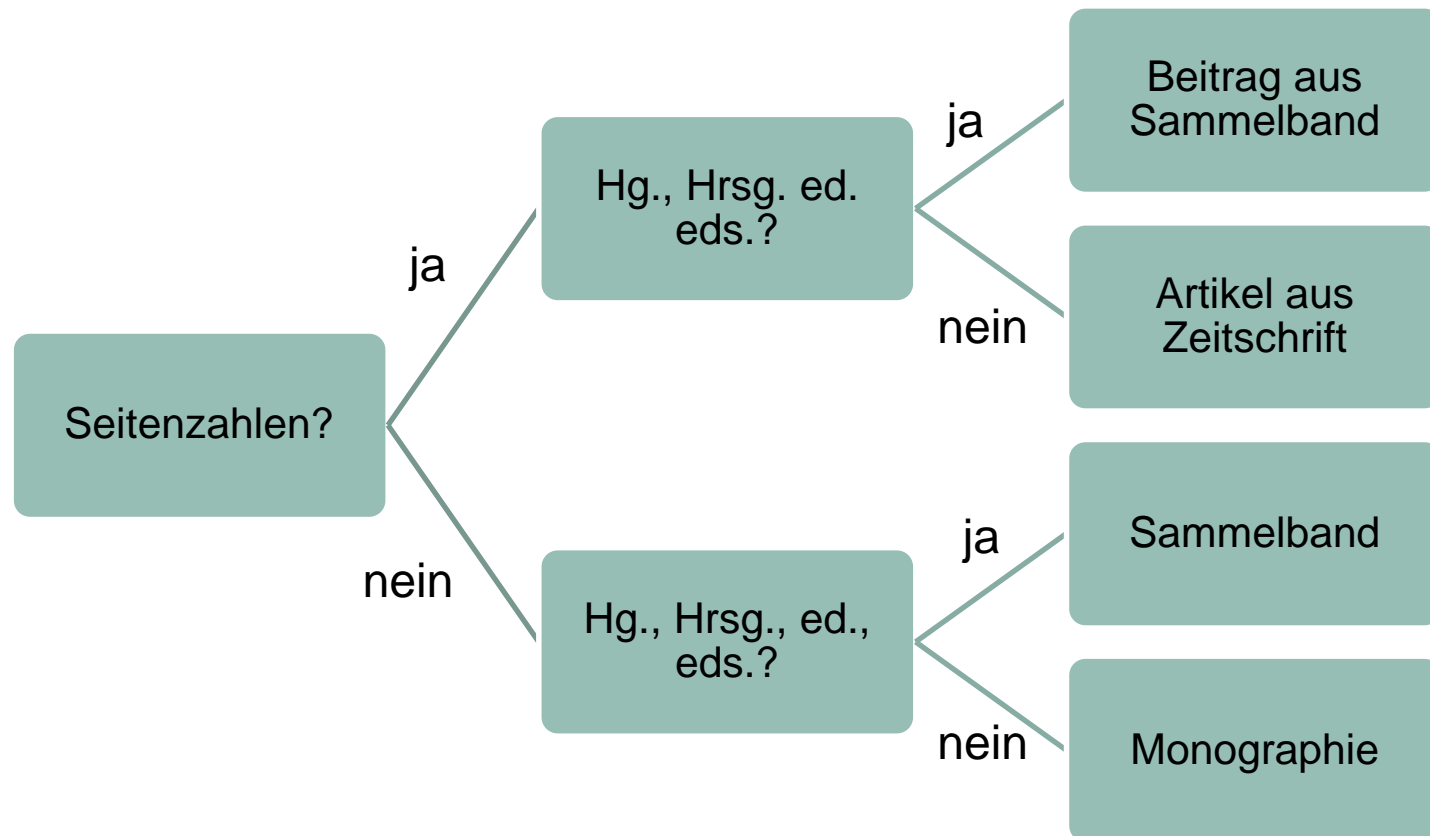 Seitenzahlen?
ja
nein
Hg., Hrsg. ed.
eds.?
ja
nein
Beitrag aus
Sammelband
Artikel aus
Zeitschrift
Hg., Hrsg., ed.,
eds.?
ja
nein
Sammelband
Monographie